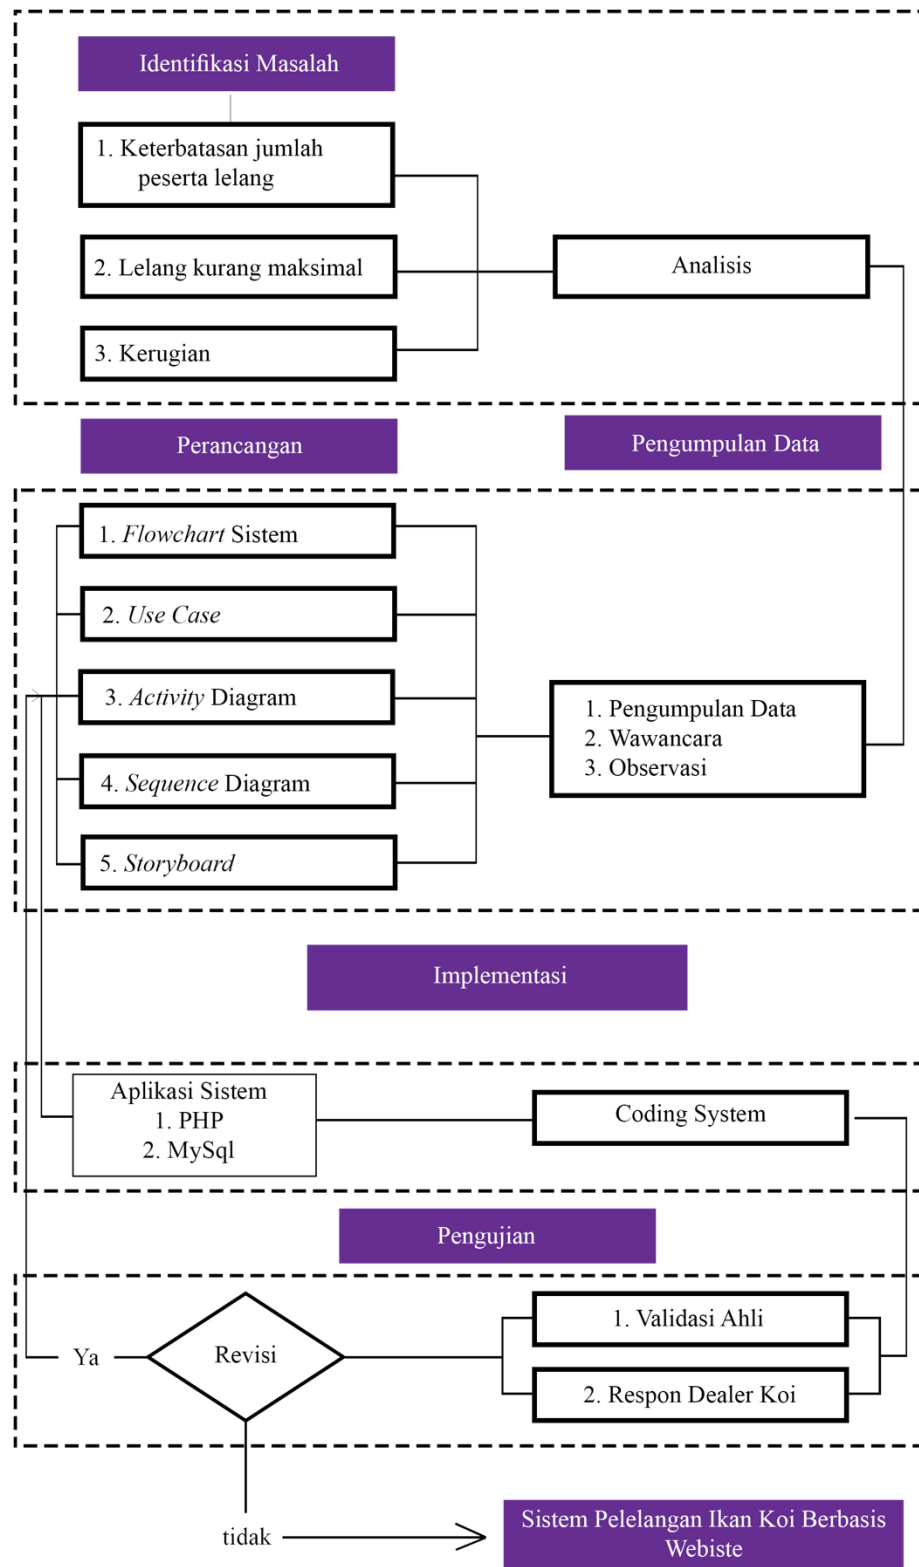 Identifikasi Masalah
1. Keterbatasan jumlah
peserta lelang
2. Lelang kurang maksimal
3. Kerugian
Analisis
Perancangan
Pengumpulan Data
1. Flowchart Sistem
2. Use Case
3. Activity Diagram
4. Sequence Diagram
5. Storyboard
1. Pengumpulan Data
2. Wawancara
3. Observasi
Implementasi
Aplikasi Sistem
1. PHP
2. MySql
Coding System
Pengujian
1. Validasi Ahli
2. Respon Dealer Koi
Revisi
Ya
tidak
Sistem Pelelangan Ikan Koi Berbasis
Webiste